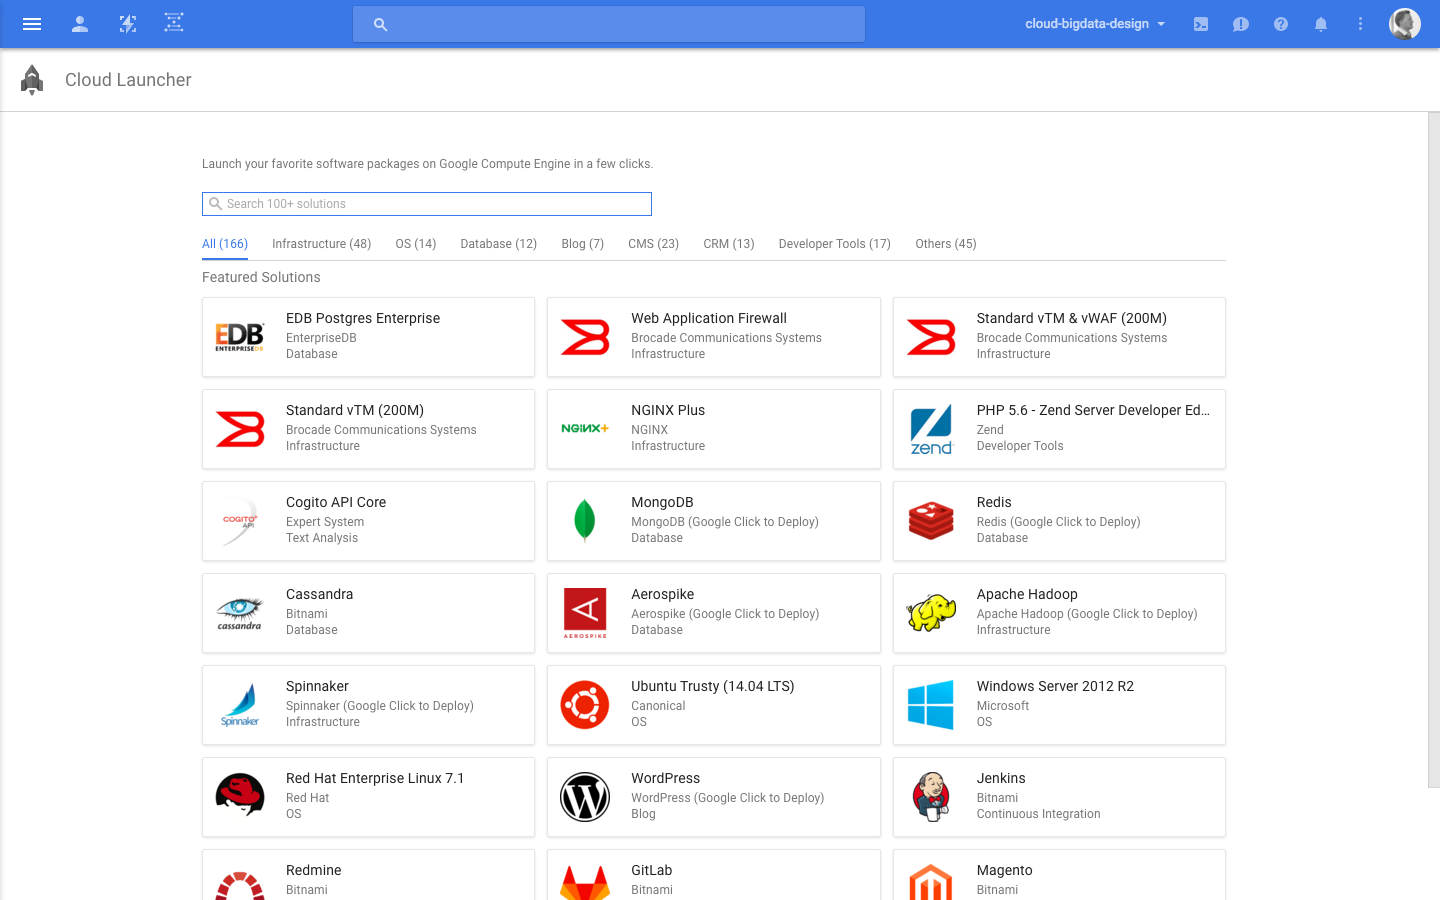 cloud-bigdata-design
Cloud Launcher
Launch your favorite software packages on Google Compute Engine in a few clicks.
Search 100+ solutions
All (166) Infrastructure (48) OS (14) Database (12) Blog (7) CMS (23) CRM (13) Developer Tools (17) Others (45)
Featured Solutions
EDB
ENTERPRISEDB
EDB Postgres Enterprise
EnterpriseDB
Database
Web Application Firewall
Brocade Communications Systems
Infrastructure
Standard vTM & vWAF (200M)
Brocade Communications Systems
Infrastructure
Standard vTM (200M)
Brocade Communications Systems
Infrastructure
NGINX+
NGINX Plus
NGINX
Infrastructure
zend
PHP 5.6 - Zend Server Developer Ed...
Zend
Developer Tools
COGITO
API
Cogito API Core
Expert System
Text Analysis
MongoDB
MongoDB (Google Click to Deploy)
Database
Redis
Redis (Google Click to Deploy)
Database
cassandra
Cassandra
Bitnami
Database
AEROSPIKE
Aerospike
Aerospike (Google Click to Deploy)
Database
Apache Hadoop
Apache Hadoop (Google Click to Deploy)
Infrastructure
Spinnaker
Spinnaker
Spinnaker (Google Click to Deploy)
Infrastructure
Ubuntu Trusty (14.04 LTS)
Canonical
OS
Windows Server 2012 R2
Microsoft
OS
Red Hat Enterprise Linux 7.1
Red Hat
OS
W
WordPress
WordPress (Google Click to Deploy)
Blog
Jenkins
Bitnami
Continuous Integration
Redmine
Bitnami
GitLab
Bitnami
Magento
Bitnami